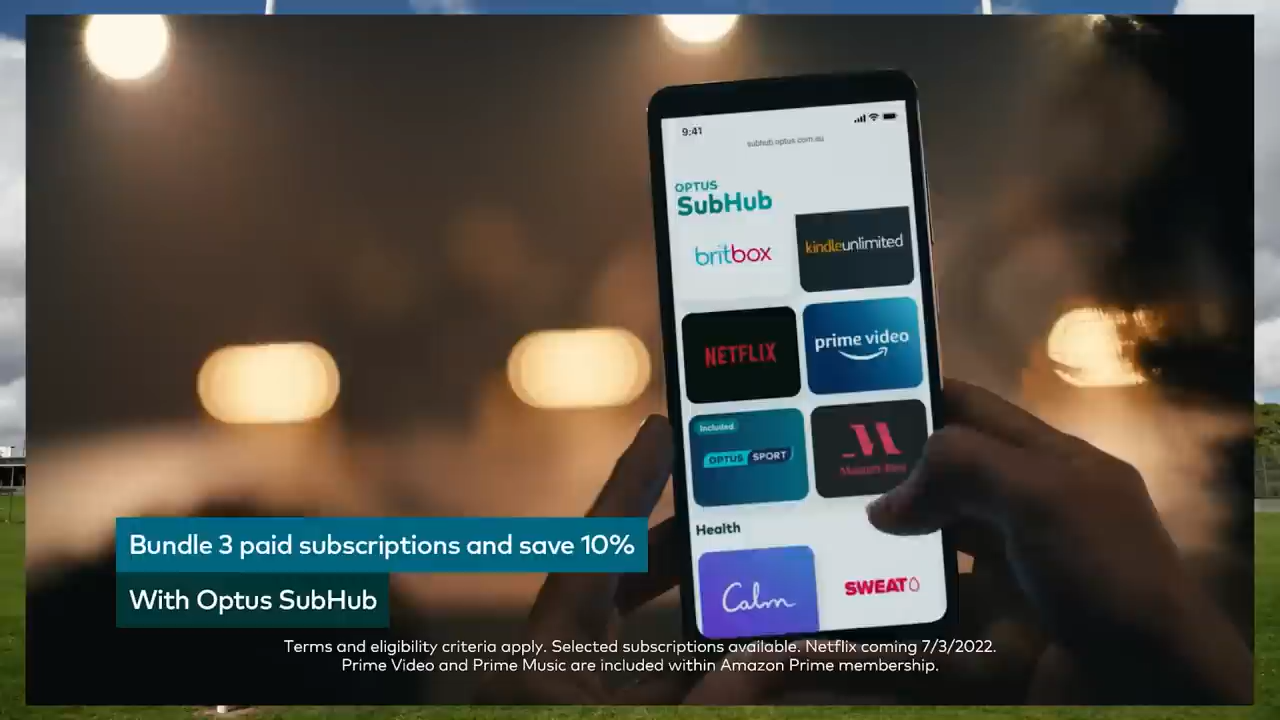 9:41
subhub.optus.com.au
OPTUS
SubHub
britbox
kindleunlimited
NETFLIX
prime video
Included
OPTUS SPORT
Health
Calm
SWEAT
Bundle 3 paid subscriptions and save 10%
With Optus SubHub
Terms and eligibility criteria apply. Selected subscriptions available. Netflix coming 7/3/2022.
Prime Video and Prime Music are included within Amazon Prime membership.